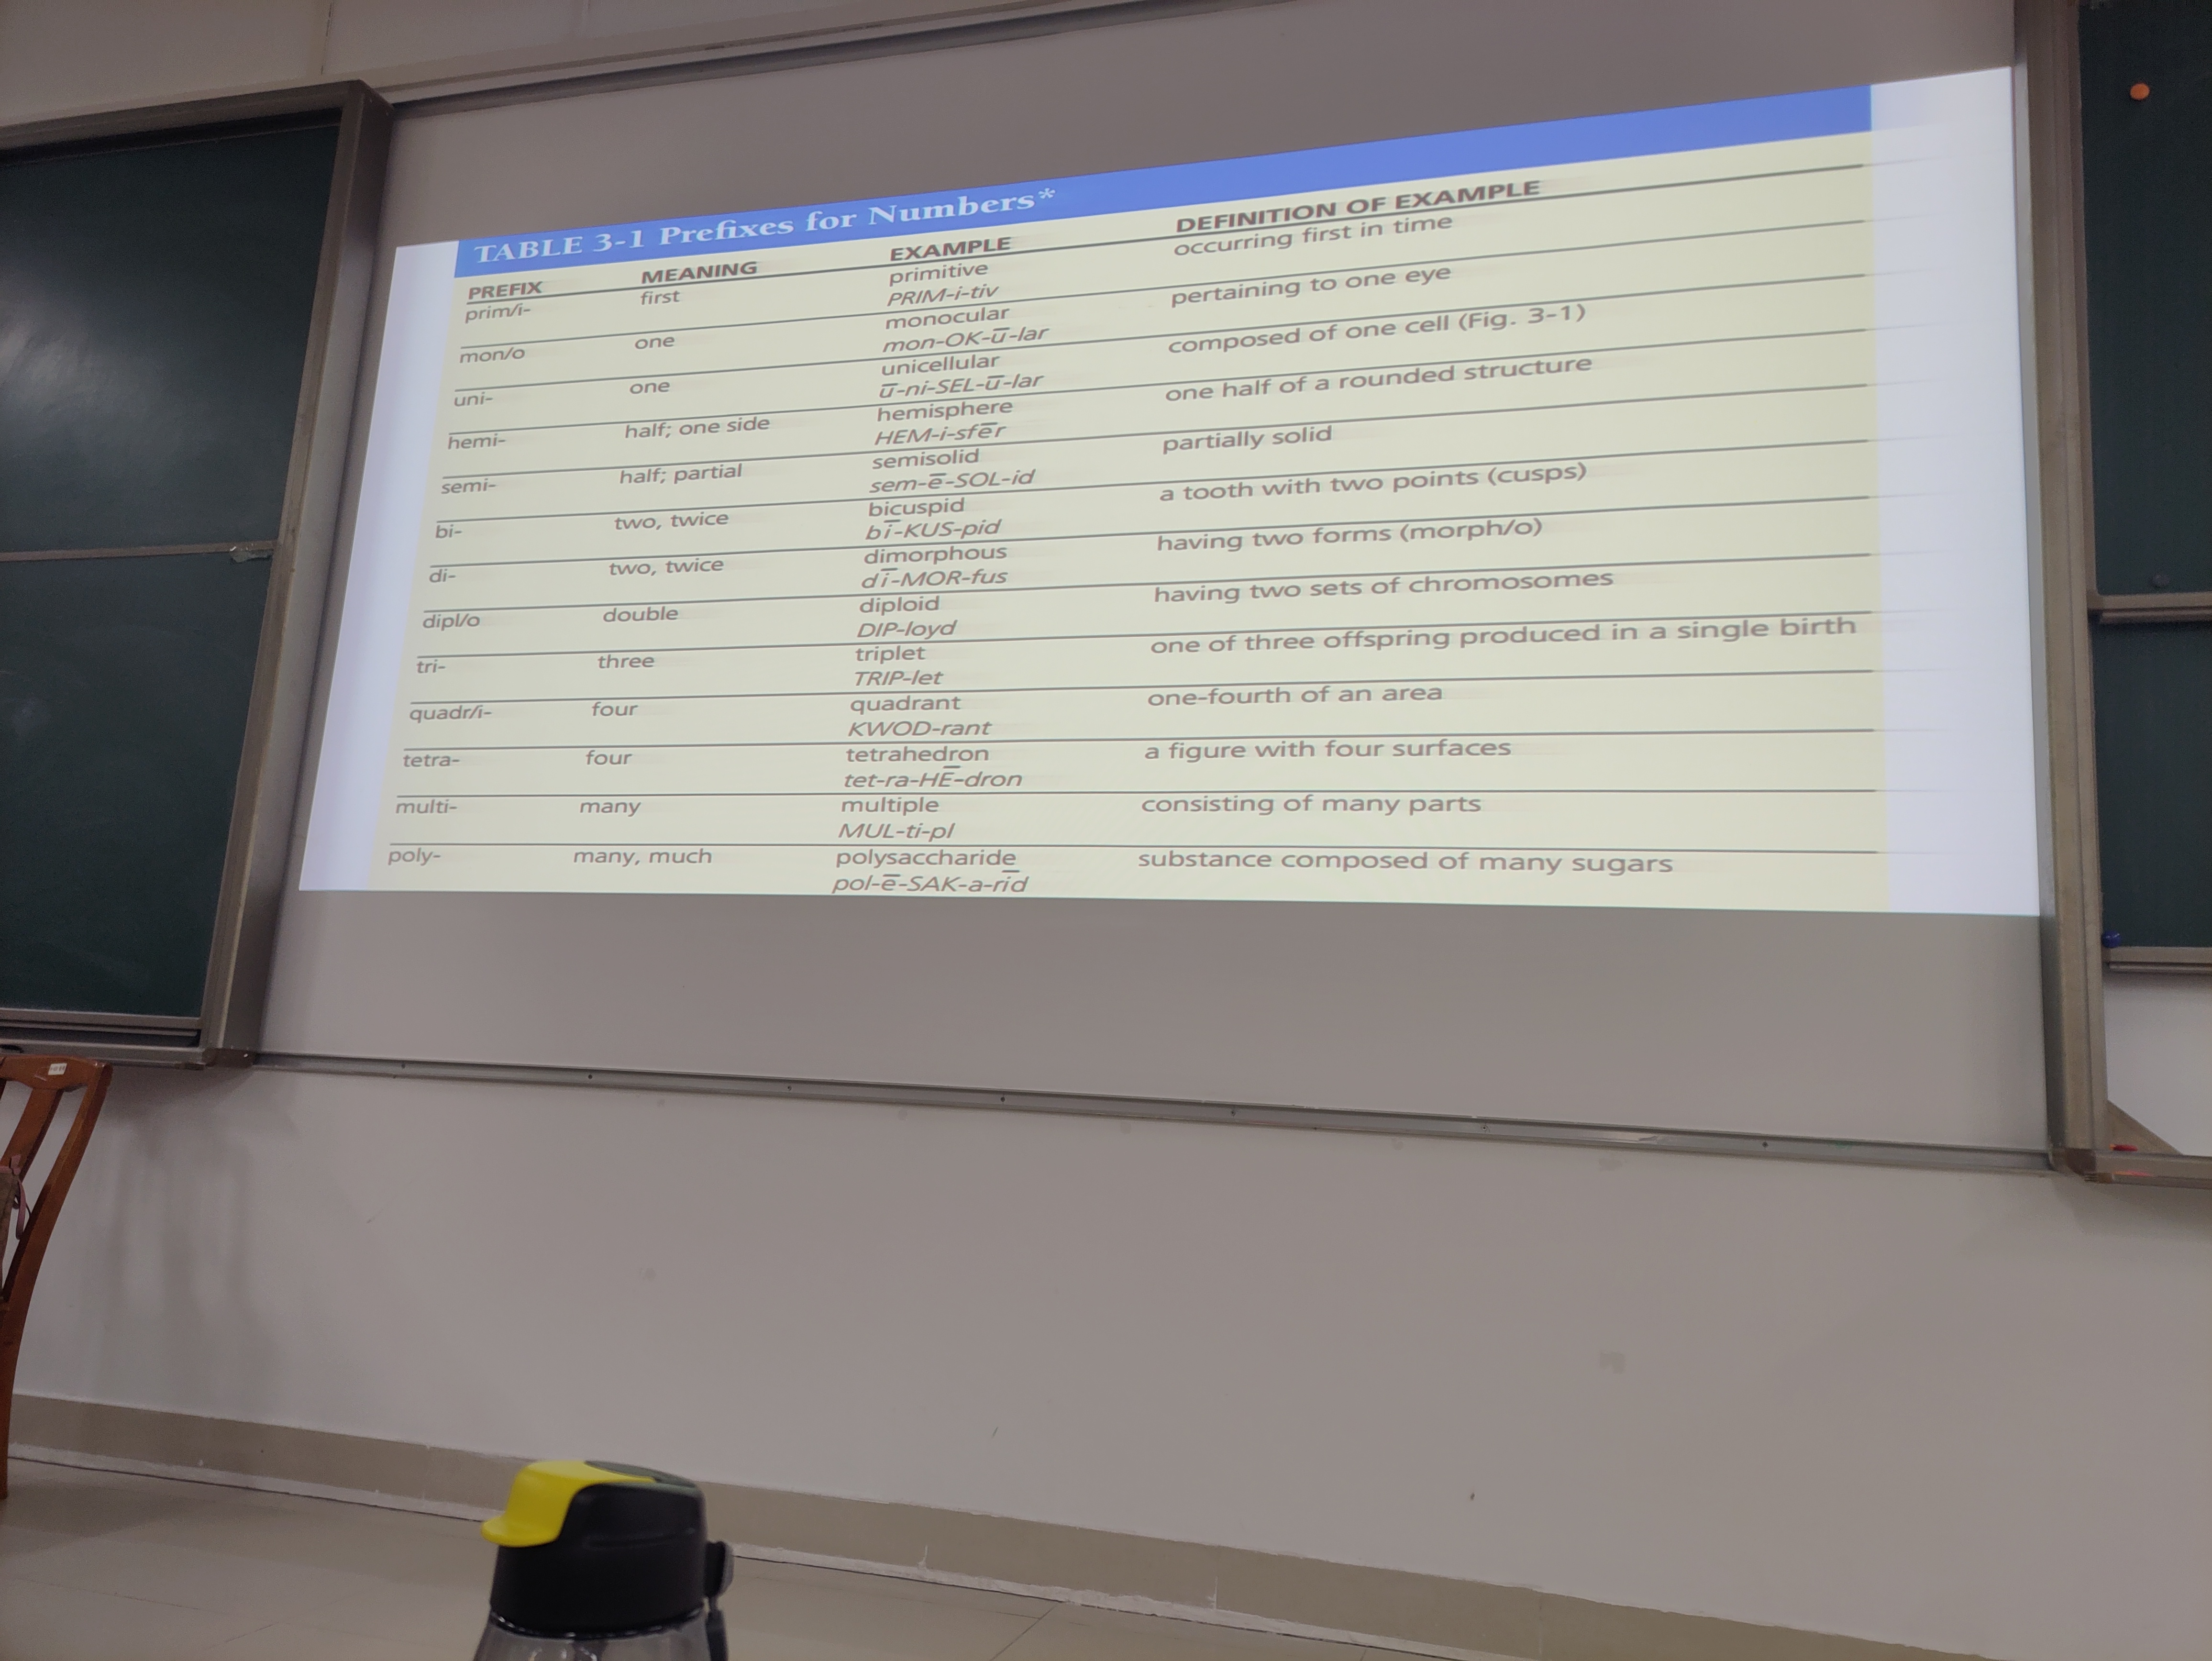 TABLE 3-1 Prefixes for Numbers*
PREFIX MEANING EXAMPLE DEFINITION OF EXAMPLE
prim/i- first primitive occurring first in time
PRIM-i-tiv
mon/o one monocular pertaining to one eye
mon-OK-ū-lar
uni- one unicellular composed of one cell (Fig. 3-1)
ū-ni-SEL-ū-lar
hemi- half; one side hemisphere one half of a rounded structure
HEM-i-sfēr
semi- half; partial semisolid partially solid
sem-ē-SOL-id
bi- two, twice bicuspid a tooth with two points (cusps)
bī-KUS-pid
di- two, twice dimorphous having two forms (morph/o)
dī-MOR-fus
dipl/o double diploid having two sets of chromosomes
DIP-loyd
tri- three triplet one of three offspring produced in a single birth
TRIP-let
quadr/i- four quadrant one-fourth of an area
KWOD-rant
tetra- four tetrahedron a figure with four surfaces
tet-ra-HĒ-dron
multi- many multiple consisting of many parts
MUL-ti-pl
poly- many, much polysaccharide substance composed of many sugars
pol-ē-SAK-a-rīd